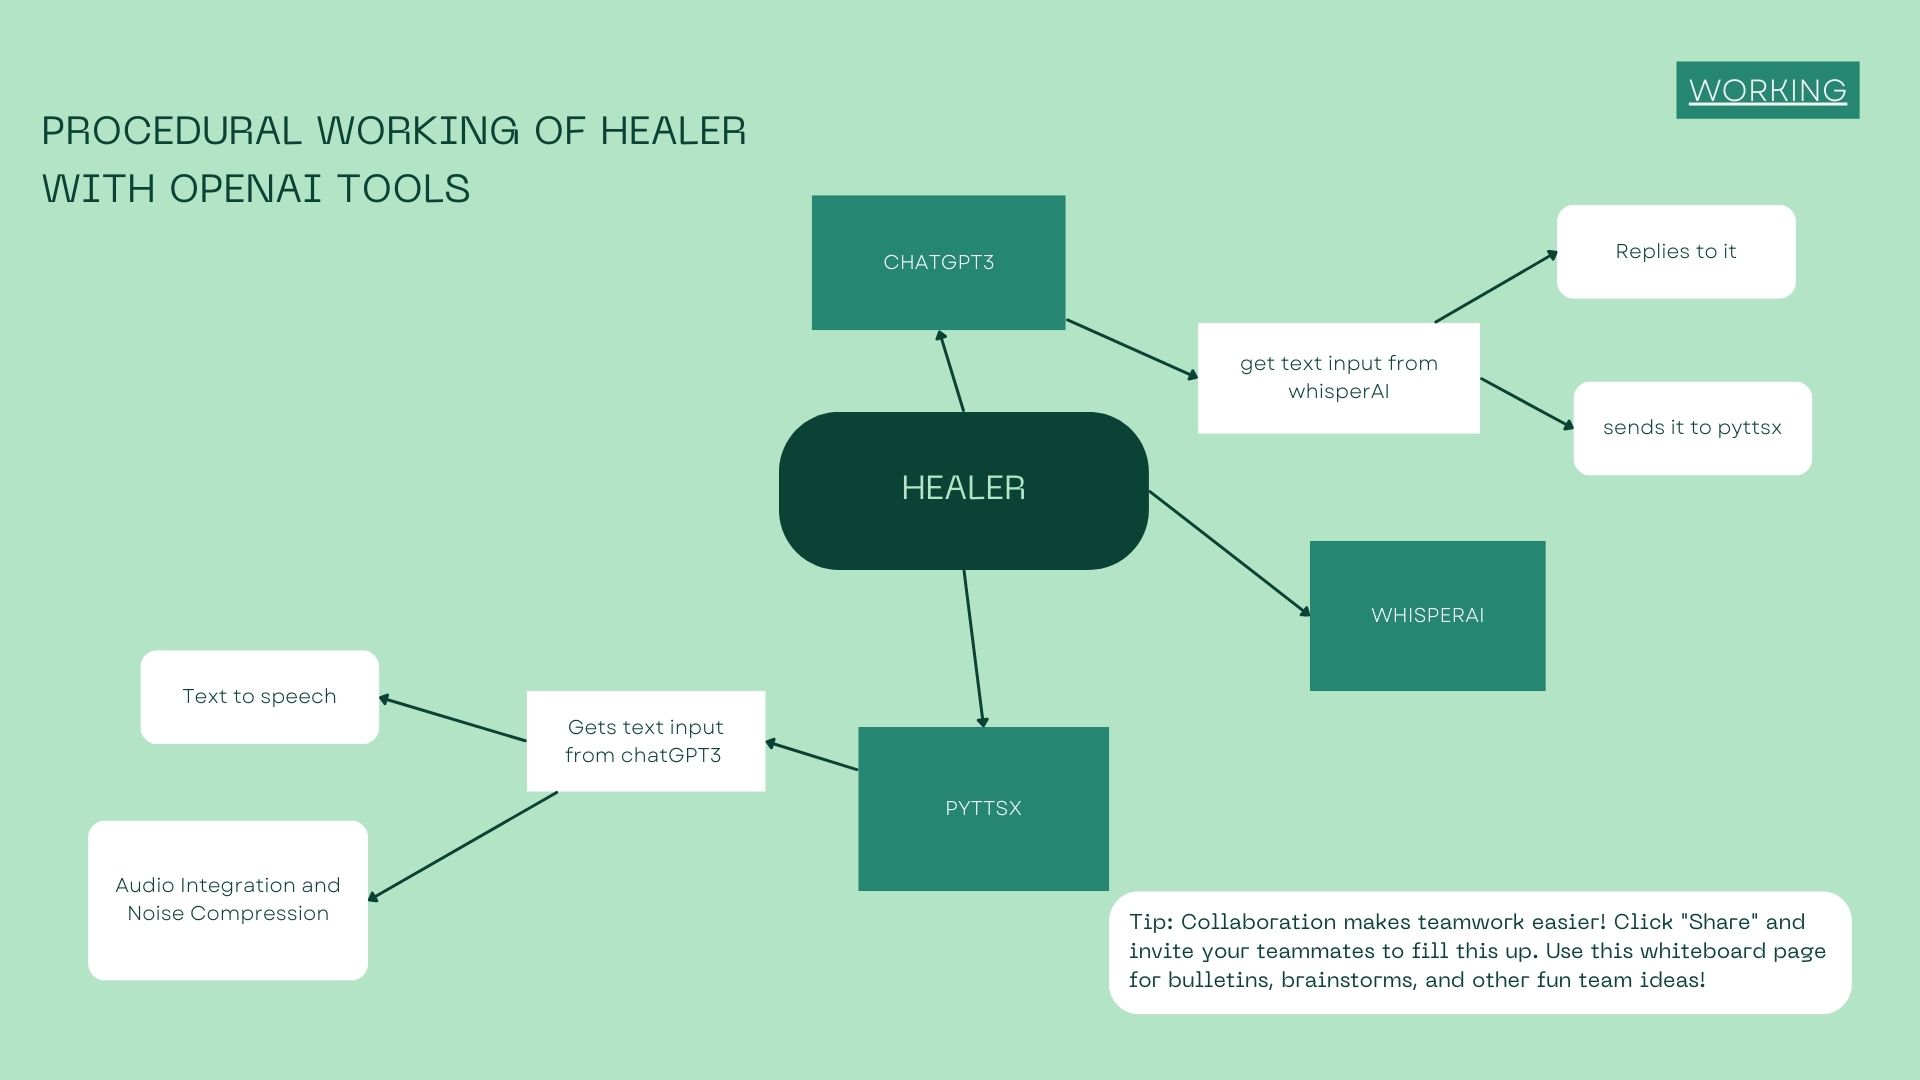 WORKING
PROCEDURAL WORKING OF HEALER
WITH OPENAI TOOLS
CHATGPT3
Replies to it
get text input from
whisperAI
sends it to pyttsx
HEALER
WHISPERAI
Text to speech
Gets text input
from chatGPT3
PYTTSX
Audio Integration and
Noise Compression
Tip: Collaboration makes teamwork easier! Click "Share" and
invite your teammates to fill this up. Use this whiteboard page
for bulletins, brainstorms, and other fun team ideas!